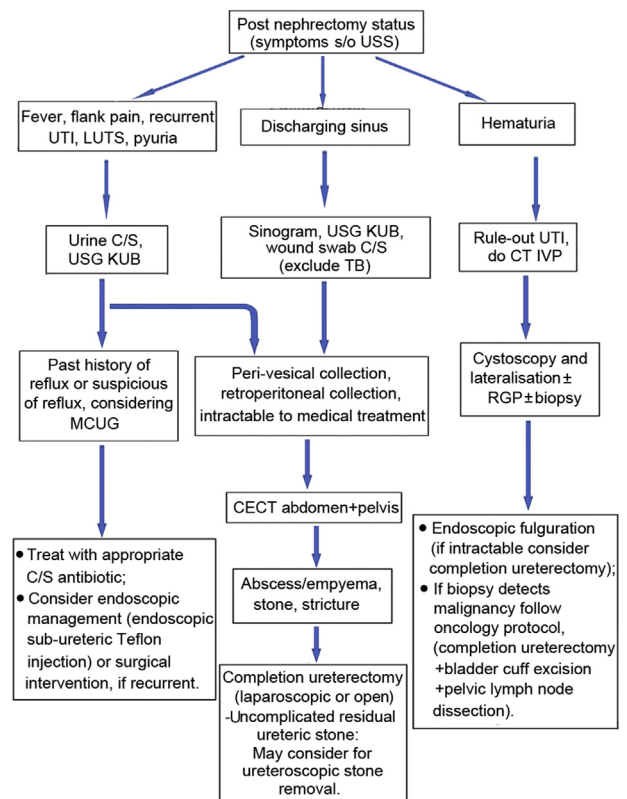 Post nephrectomy status
(symptoms s/o USS)
Fever, flank pain, recurrent
UTI, LUTS, pyuria
Discharging sinus
Hematuria
Urine C/S,
USG KUB
Sinogram, USG KUB,
wound swab C/S
(exclude TB)
Rule-out UTI,
do CT IVP
Past history of
reflux or suspicious
of reflux, considering
MCUG
Peri-vesical collection,
retroperitoneal collection,
intractable to medical treatment
Cystoscopy and
lateralisation±
RGP±biopsy
CECT abdomen+pelvis
● Treat with appropriate
C/S antibiotic;
● Consider endoscopic
management (endoscopic
sub-ureteric Teflon
injection) or surgical
intervention, if recurrent.
Abscess/empyema,
stone, stricture
● Endoscopic fulguration
(if intractable consider
completion ureterectomy);
● If biopsy detects
malignancy follow
oncology protocol,
(completion ureterectomy
+bladder cuff excision
+pelvic lymph node
dissection).
Completion ureterectomy
(laparoscopic or open)
-Uncomplicated residual
ureteric stone:
May consider for
ureteroscopic stone
removal.